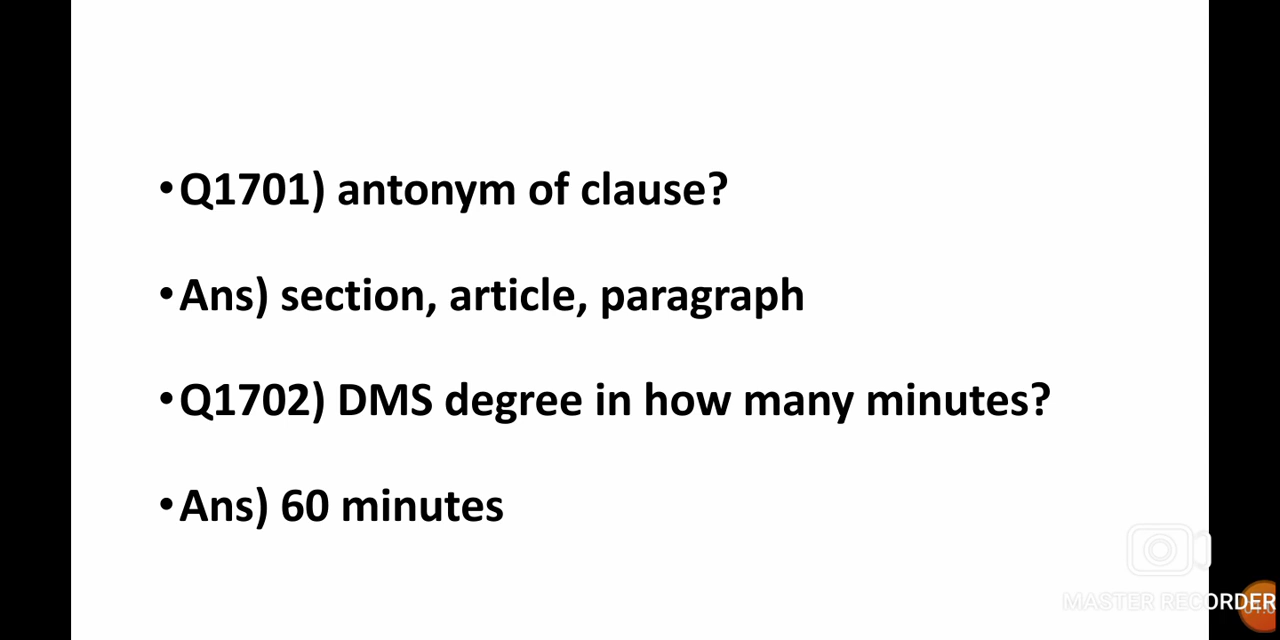 •Q1701) antonym of clause?
•Ans) section, article, paragraph
•Q1702) DMS degree in how many minutes?
•Ans) 60 minutes
MASTER RECORDER